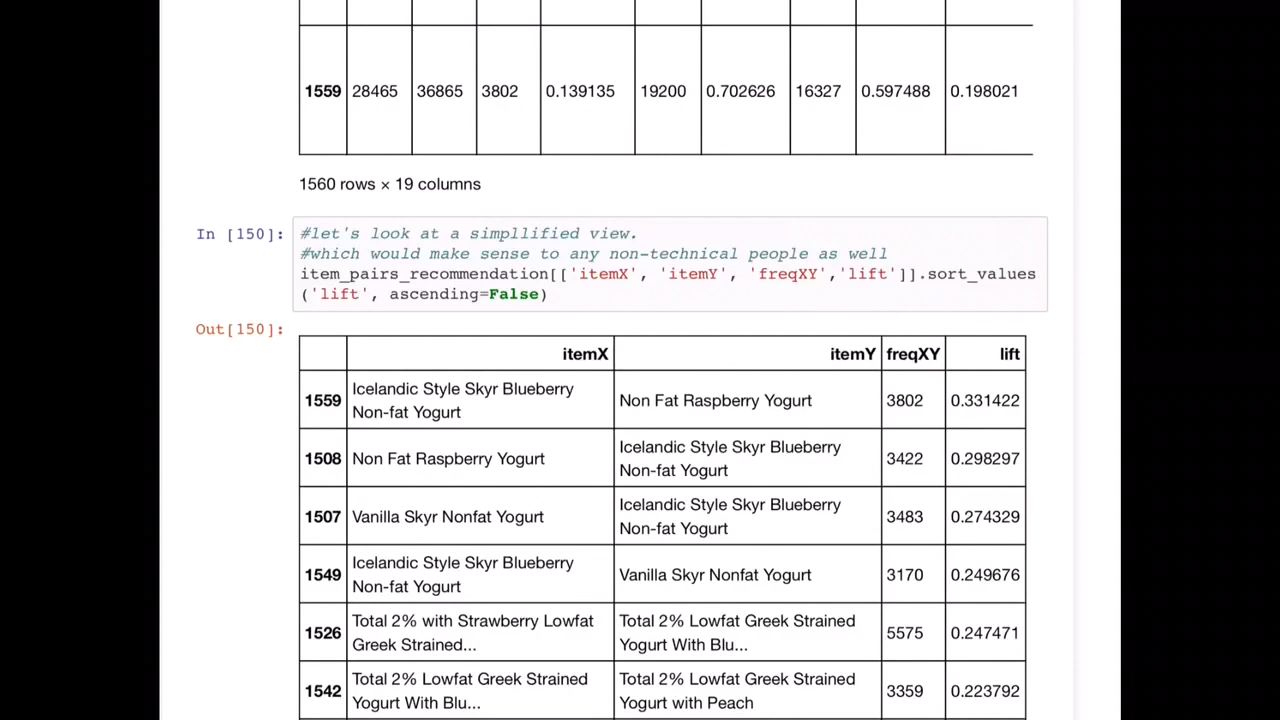 1559 28465 36865 3802 0.139135 19200 0.702626 16327 0.597488 0.198021
1560 rows × 19 columns
In [150]: #let's look at a simpllified view.
#which would make sense to any non-technical people as well
item_pairs_recommendation[['itemX', 'itemY', 'freqXY','lift']].sort_values
('lift', ascending=False)
Out[150]:
itemX itemY freqXY lift
1559 Icelandic Style Skyr Blueberry Non-fat Yogurt Non Fat Raspberry Yogurt 3802 0.331422
1508 Non Fat Raspberry Yogurt Icelandic Style Skyr Blueberry Non-fat Yogurt 3422 0.298297
1507 Vanilla Skyr Nonfat Yogurt Icelandic Style Skyr Blueberry Non-fat Yogurt 3483 0.274329
1549 Icelandic Style Skyr Blueberry Non-fat Yogurt Vanilla Skyr Nonfat Yogurt 3170 0.249676
1526 Total 2% with Strawberry Lowfat Greek Strained... Total 2% Lowfat Greek Strained Yogurt With Blu... 5575 0.247471
1542 Total 2% Lowfat Greek Strained Yogurt With Blu... Total 2% Lowfat Greek Strained Yogurt with Peach 3359 0.223792